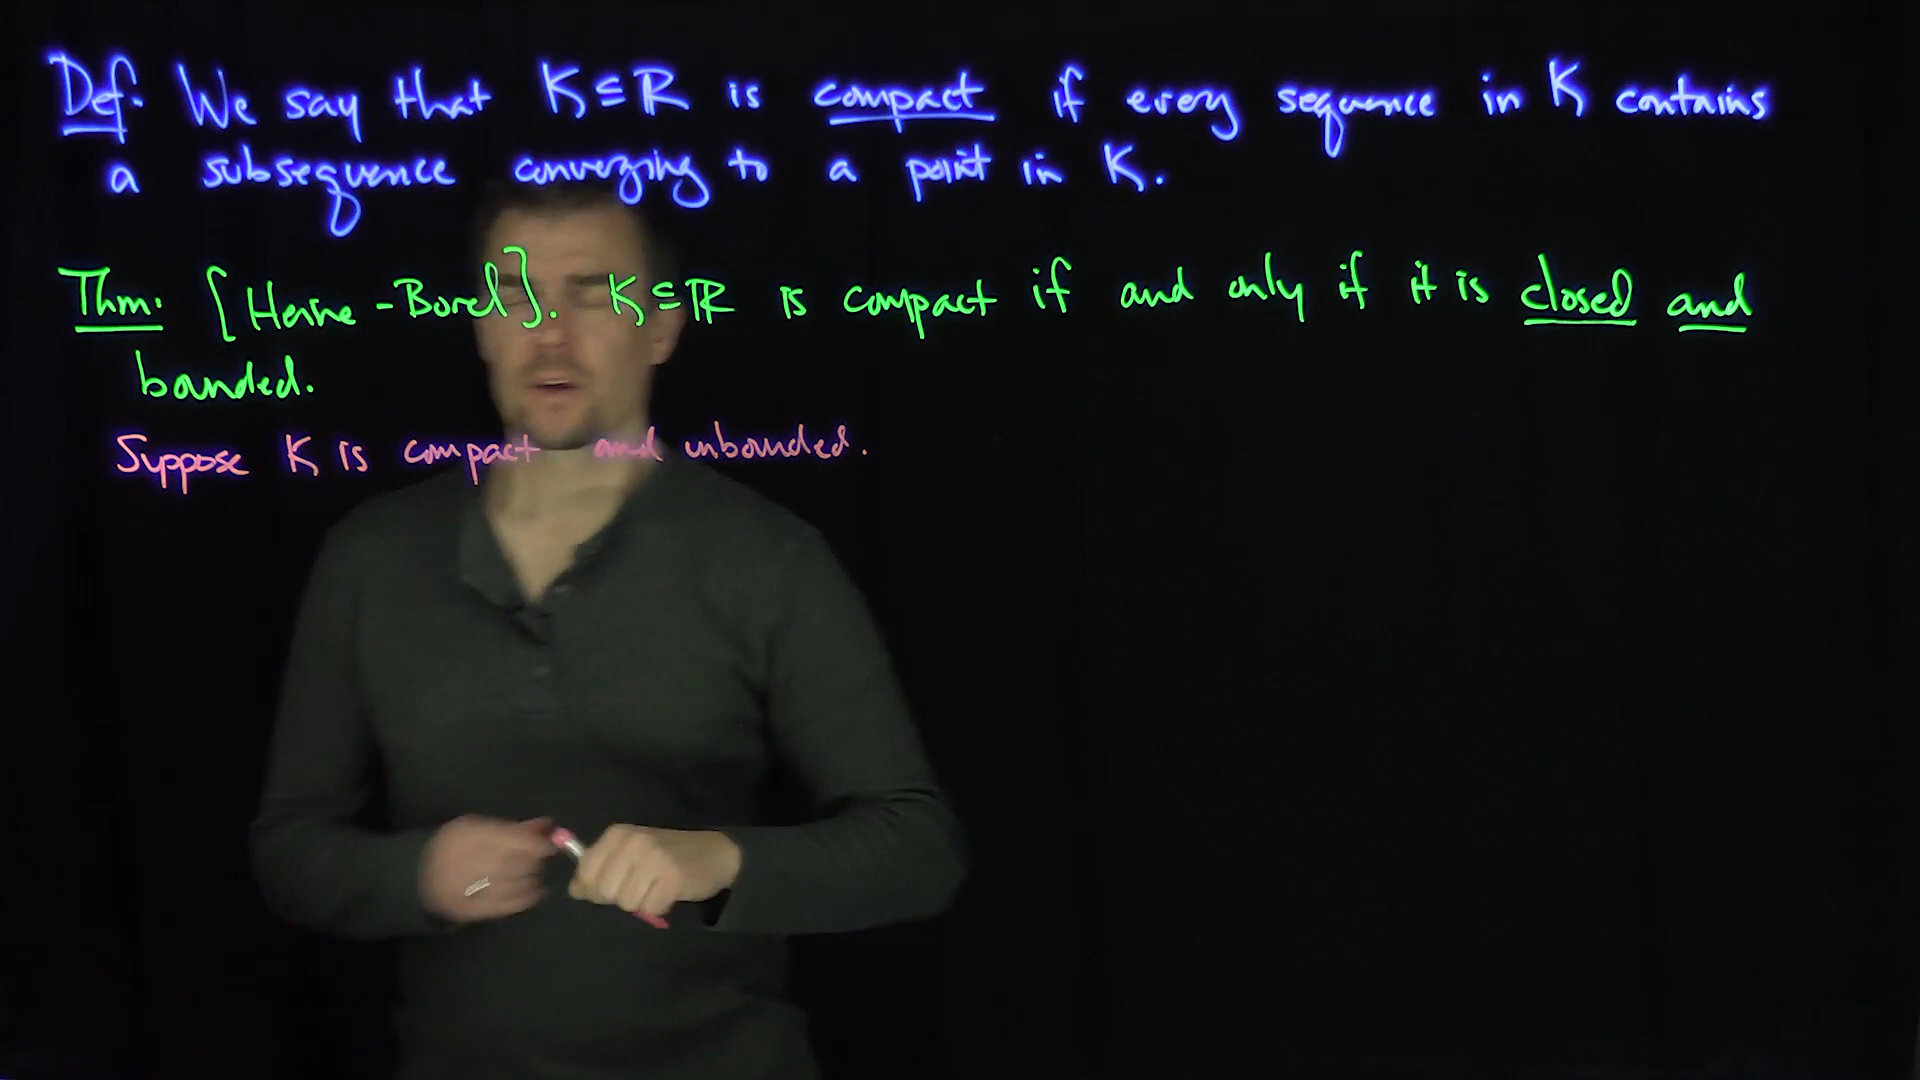 Def: We say that K ⊆ ℝ is compact if every sequence in K contains
a subsequence converging to a point in K.
Thm: [Heine-Borel]. K ⊆ ℝ is compact if and only if it is closed and
bounded.
Suppose K is compact and unbounded.